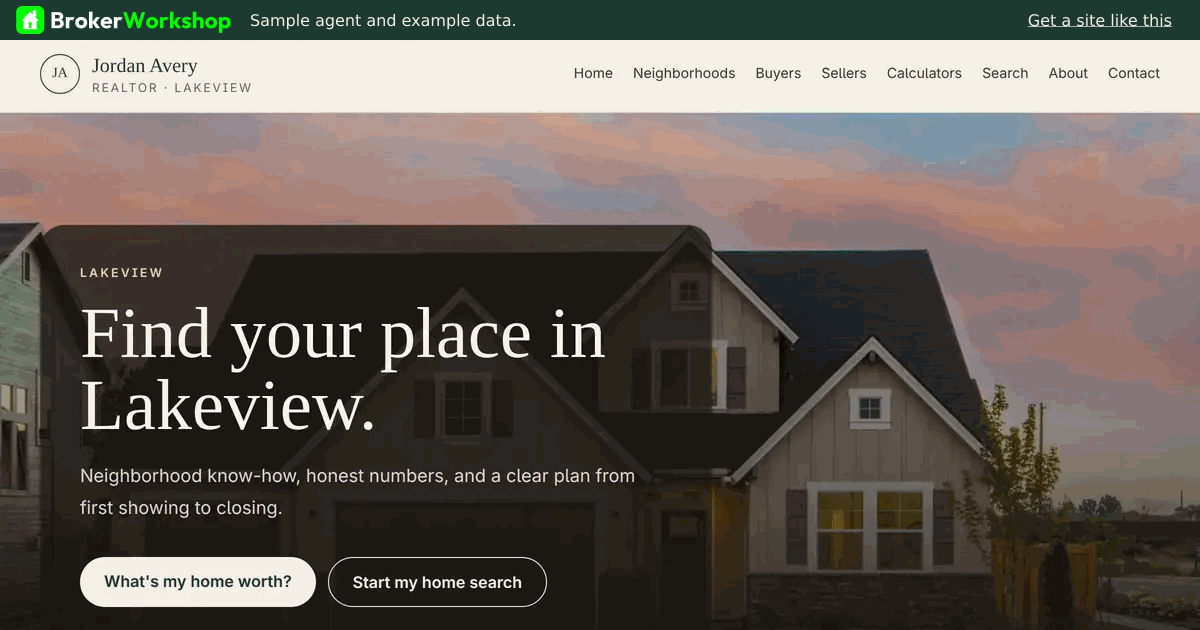 BrokerWorkshop Sample agent and example data. Get a site like this
JA
Jordan Avery
REALTOR · LAKEVIEW
Home Neighborhoods Buyers Sellers Calculators Search About Contact
LAKEVIEW
Find your place in
Lakeview.
Neighborhood know-how, honest numbers, and a clear plan from
first showing to closing.
What's my home worth? Start my home search